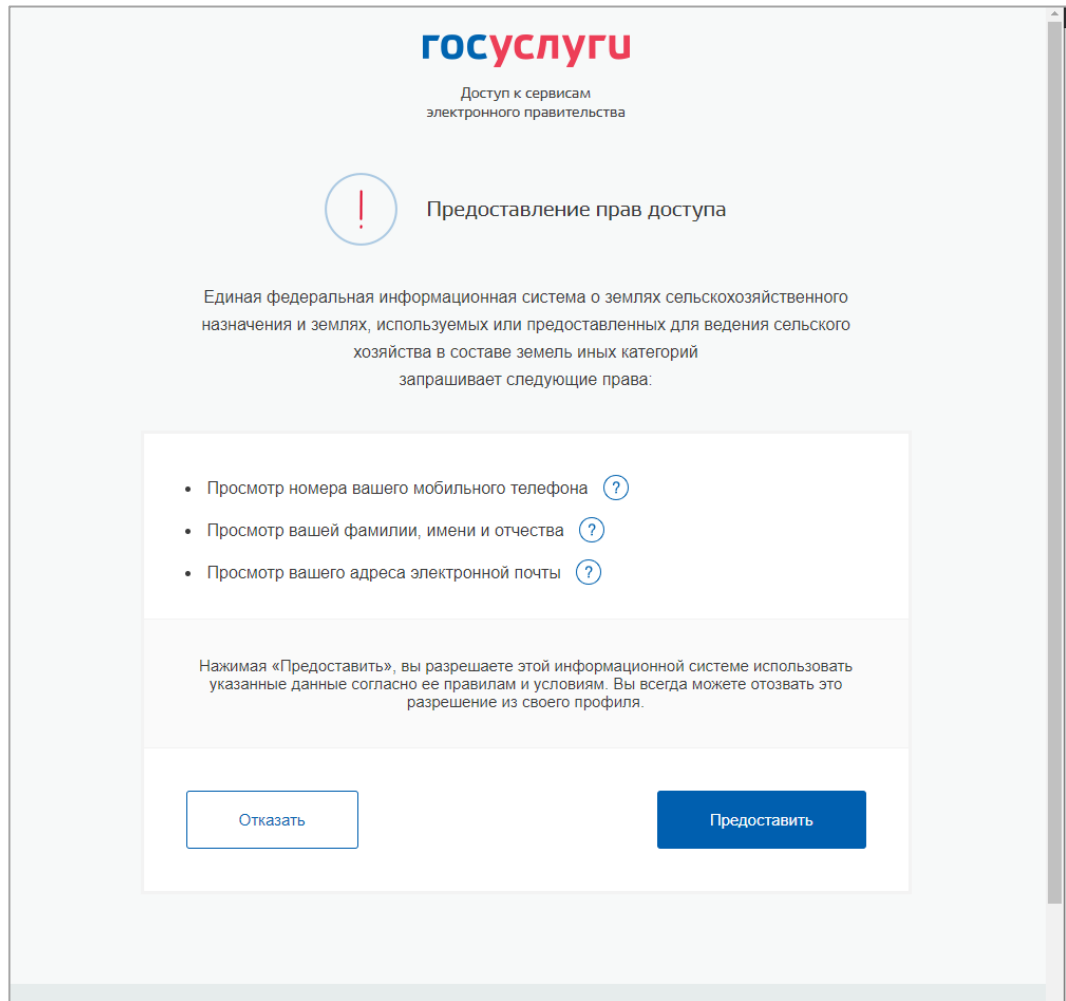 госуслуги
Доступ к сервисам
электронного правительства
!
Предоставление прав доступа
Единая федеральная информационная система о землях сельскохозяйственного
назначения и землях, используемых или предоставленных для ведения сельского
хозяйства в составе земель иных категорий
запрашивает следующие права:
• Просмотр номера вашего мобильного телефона ?
• Просмотр вашей фамилии, имени и отчества ?
• Просмотр вашего адреса электронной почты ?
Нажимая «Предоставить», вы разрешаете этой информационной системе использовать
указанные данные согласно ее правилам и условиям. Вы всегда можете отозвать это
разрешение из своего профиля.
Отказать
Предоставить